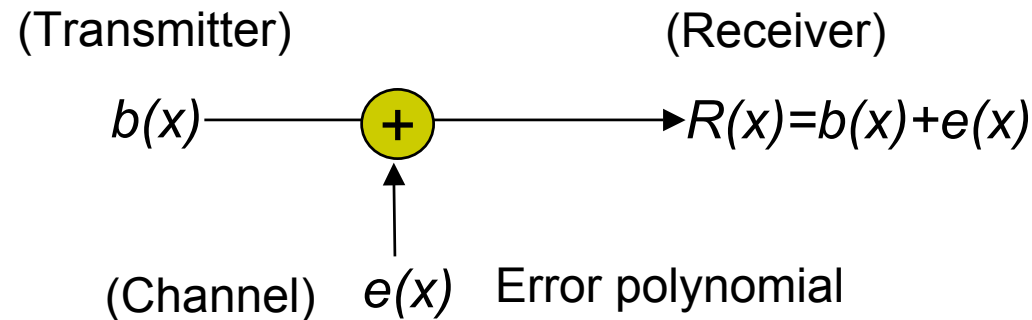 (Transmitter) (Receiver)
b(x) + R(x)=b(x)+e(x)
(Channel) e(x) Error polynomial